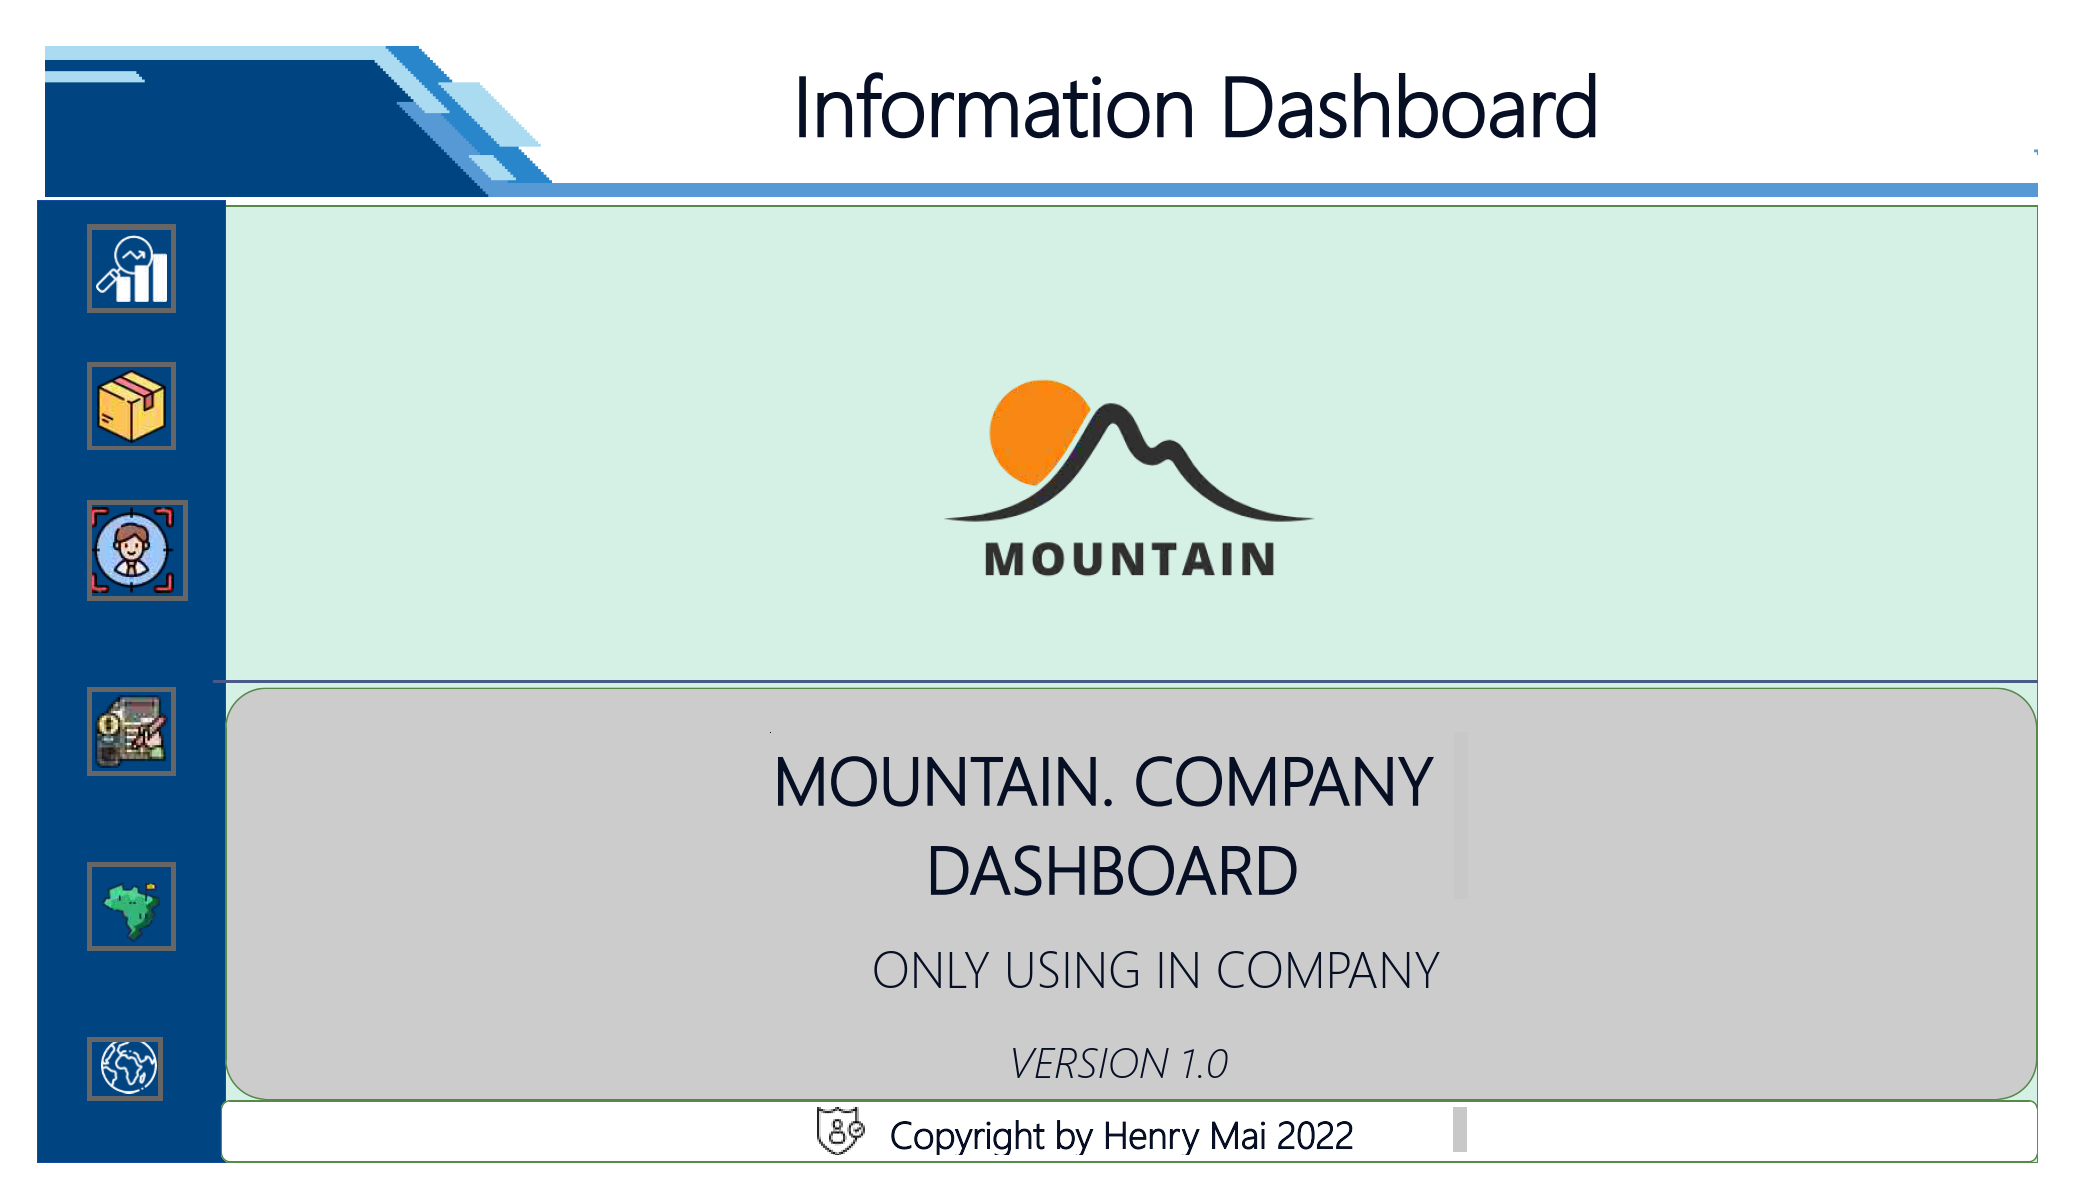 Information Dashboard
MOUNTAIN
MOUNTAIN. COMPANY
DASHBOARD
ONLY USING IN COMPANY
VERSION 1.0
Copyright by Henry Mai 2022